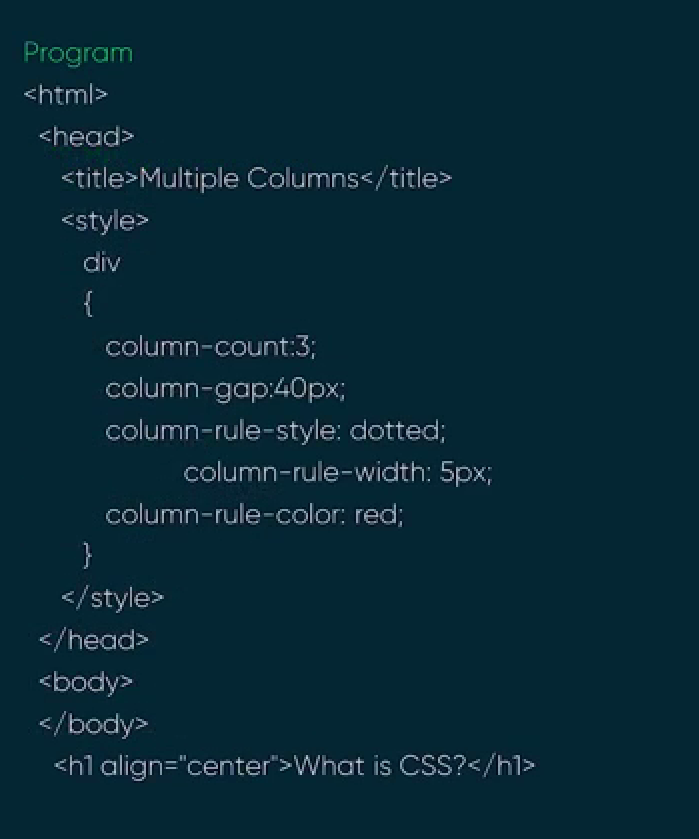 Program
<html>
<head>
<title>Multiple Columns</title>
<style>
div
{
column-count:3;
column-gap:40px;
column-rule-style: dotted;
column-rule-width: 5px;
column-rule-color: red;
}
</style>
</head>
<body>
</body>
<h1 align="center">What is CSS?</h1>